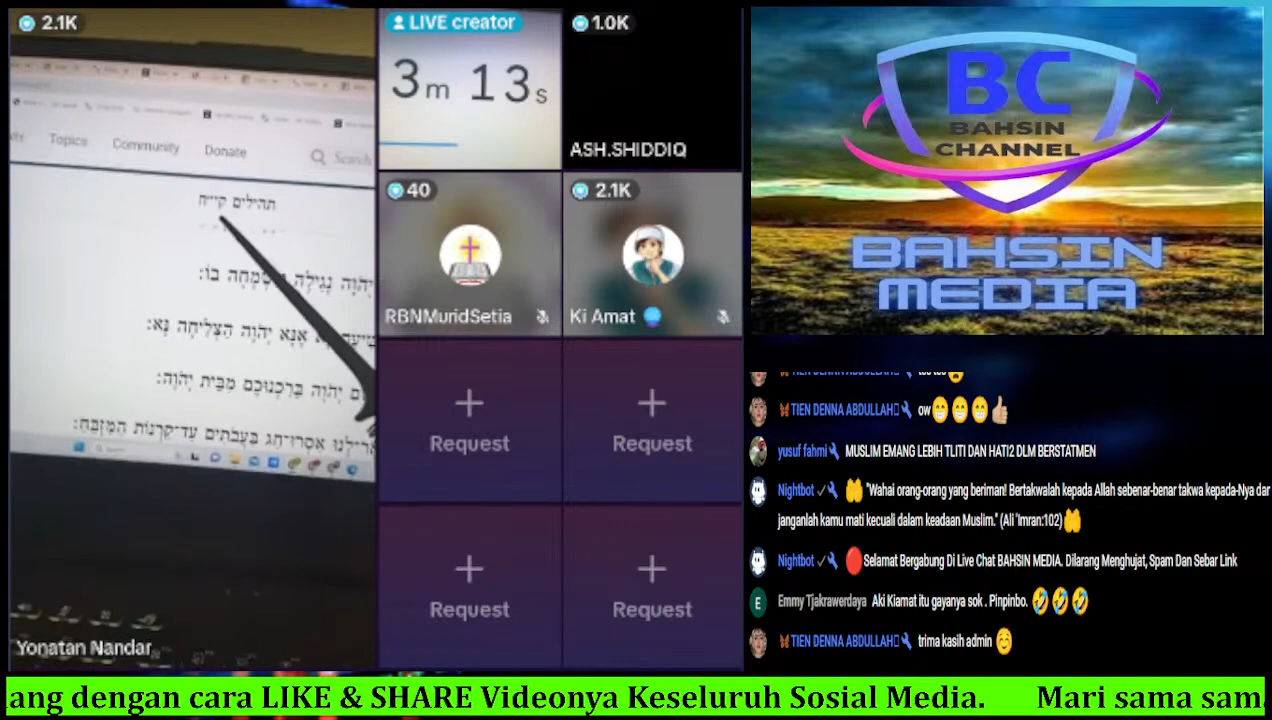 2.1K
Topics
Community
Donate
Search
תהילים קי״ח
נָגִילָה
בוֹ:
אָנָּא יְהֹוָה הַצְלִיחָה נָּא:
יְהֹוָה בֵּרַכְנוּכֶם מִבֵּית יְהֹוָה:
אִסְרוּ־חַג בַּעֲבֹתִים עַד־קַרְנוֹת הַמִּזְבֵּחַ:
Yonatan Nandar
LIVE creator
3m 13s
1.0K
ASH.SHIDDIQ
40
RBNMuridSetia
2.1K
Ki Amat
Request
Request
Request
Request
BC
BAHSIN
CHANNEL
BAHSIN
MEDIA
TIEN DENNA ABDULLAH
TIEN DENNA ABDULLAH ow 😁😁😁👍
yusuf fahmi MUSLIM EMANG LEBIH TLITI DAN HATI2 DLM BERSTATMEN
Nightbot "Wahai orang-orang yang beriman! Bertakwalah kepada Allah sebenar-benar takwa kepada-Nya dar
janganlah kamu mati kecuali dalam keadaan Muslim." (Ali 'Imran:102)
Nightbot 🔴Selamat Bergabung Di Live Chat BAHSIN MEDIA. Dilarang Menghujat, Spam Dan Sebar Link
E Emmy Tjakrawerdaya Aki Kiamat itu gayanya sok . Pinpinbo. 🤣🤣🤣
TIEN DENNA ABDULLAH trima kasih admin ☺
ang dengan cara LIKE & SHARE Videonya Keseluruh Sosial Media. Mari sama sam